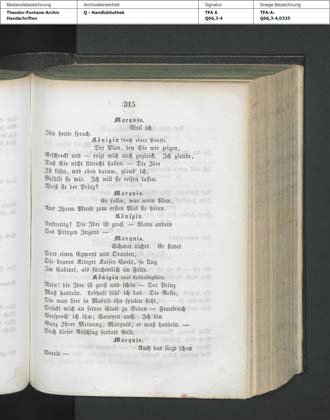 Bestandsbezeichnung
Archivalieneinheit
Signatur
Image-Bezeichnung
Theodor-Fontane-Archiv
Handschriften
Q - Handbibliothek
TFA A
Q66,3-4
TFA-A-
Q66,3-4,0325
315
Marquis.
Weil ich
Ihn heute sprach.
Königin (nach einer Pause).
Der Plan, den Sie mir zeigen,
Erschreckt und — reizt mich auch zugleich. Ich glaube,
Daß Sie nicht Unrecht haben. — Die Idee
Ist kühn, und eben darum, glaub' ich,
Gefällt sie mir. Ich will sie reifen lassen.
Weiß sie der Prinz?
Marquis.
Er sollte, war mein Plan,
Aus Ihrem Mund zum ersten Mal sie hören.
Königin.
Unstreitig! Die Idee ist groß. — Wenn anders
Des Prinzen Jugend —
Marquis.
Schadet nichts. Er findet
Dort einen Egmont und Oranien,
Die braven Krieger Kaiser Carls, so klug
Im Cabinet, als fürchterlich im Felde.
Königin (mit Lebhaftigkeit).
Nein! die Idee ist groß und schön — Der Prinz
Muß handeln. Lebhaft fühl' ich das. Die Rolle,
Die man hier in Madrid ihn spielen sieht,
Drückt mich an seiner Statt zu Boden — Frankreich
Versprech' ich ihm; Savoyen auch. Ich bin
Ganz Ihrer Meinung, Marquis, er muß handeln. —
Doch dieser Anschlag fordert Geld.
Marquis.
Auch das liegt schon
Bereit —